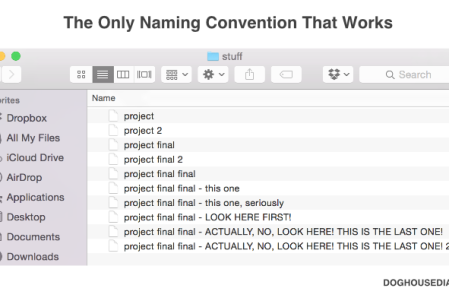 The Only Naming Convention That Works
stuff
Search
Name
Dropbox
All My Files
iCloud Drive
AirDrop
Applications
Desktop
Documents
Downloads
project
project 2
project final
project final 2
project final final
project final final - this one
project final final - this one, seriously
project final final - LOOK HERE FIRST!
project final final - ACTUALLY, NO, LOOK HERE! THIS IS THE LAST ONE!
project final final - ACTUALLY, NO, LOOK HERE! THIS IS THE LAST ONE! 2